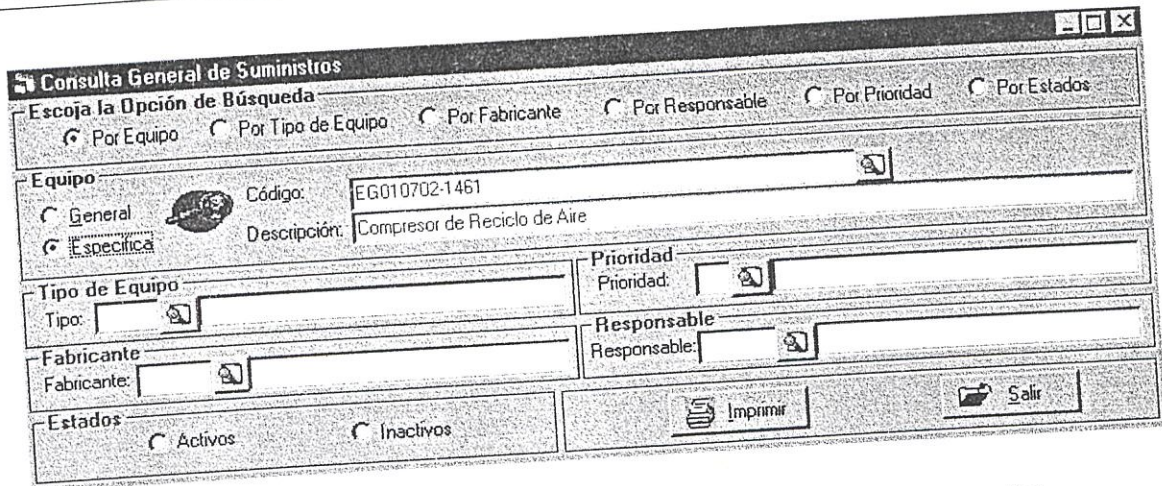 Consulta General de Suministros
Escoja la Opción de Búsqueda
Por Equipo Por Tipo de Equipo Por Fabricante Por Responsable Por Prioridad Por Estados
Equipo
General
Especifica
Código: EG010702-1461
Descripción: Compresor de Reciclo de Aire
Tipo de Equipo
Tipo:
Prioridad
Prioridad:
Fabricante
Fabricante:
Responsable
Responsable:
Estados
Activos Inactivos
Imprimir Salir